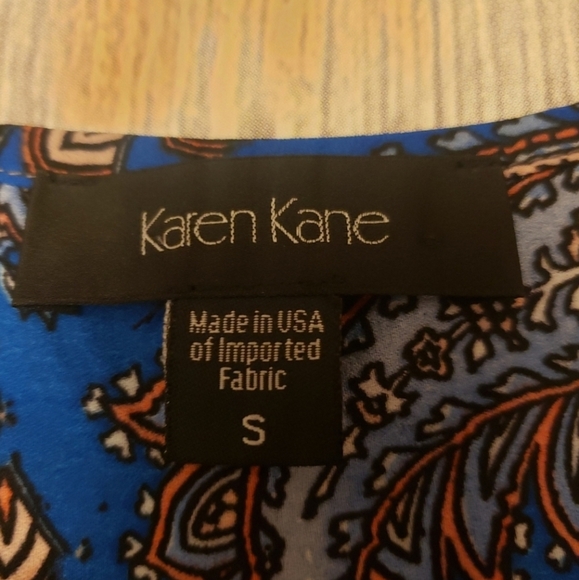 Karen Kane
Made in USA
of Imported
Fabric
S